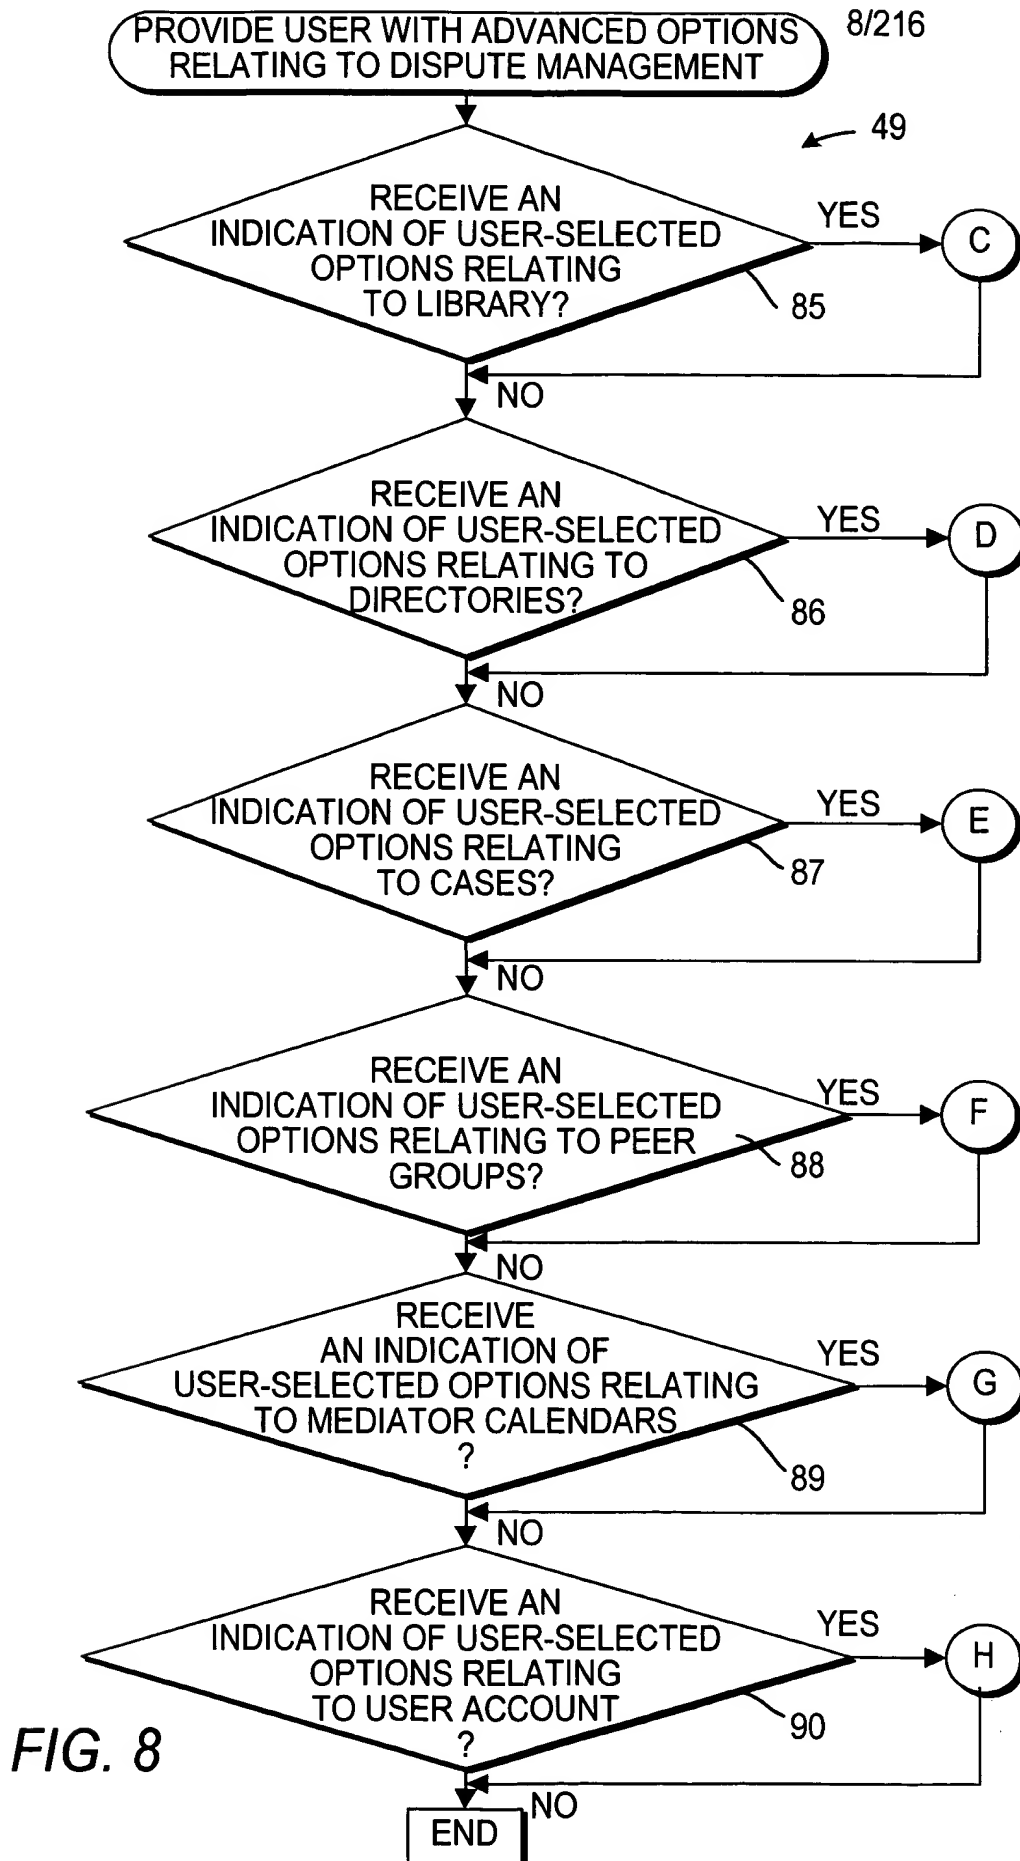 PROVIDE USER WITH ADVANCED OPTIONS
RELATING TO DISPUTE MANAGEMENT
8/216
49
RECEIVE AN
INDICATION OF USER-SELECTED
OPTIONS RELATING
TO LIBRARY?
YES
C
85
NO
RECEIVE AN
INDICATION OF USER-SELECTED
OPTIONS RELATING TO
DIRECTORIES?
YES
D
86
NO
RECEIVE AN
INDICATION OF USER-SELECTED
OPTIONS RELATING
TO CASES?
YES
E
87
NO
RECEIVE AN
INDICATION OF USER-SELECTED
OPTIONS RELATING TO PEER
GROUPS?
YES
F
88
NO
RECEIVE
AN INDICATION OF
USER-SELECTED OPTIONS RELATING
TO MEDIATOR CALENDARS
?
YES
G
89
NO
RECEIVE AN
INDICATION OF USER-SELECTED
OPTIONS RELATING
TO USER ACCOUNT
?
YES
H
90
NO
END
FIG. 8